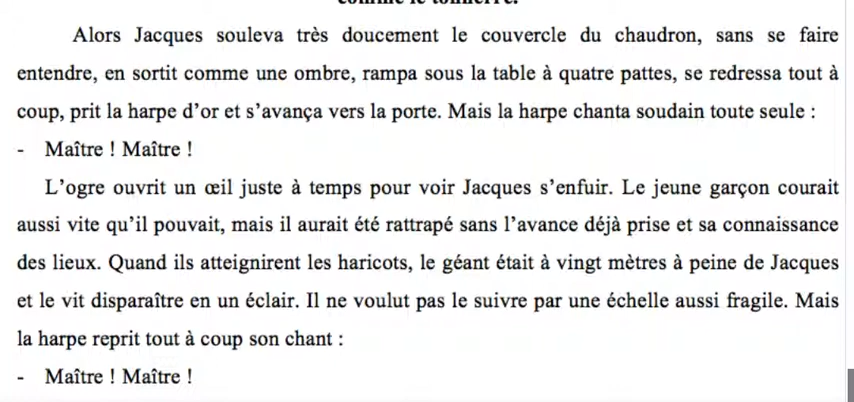 comme le tonnerre.
Alors Jacques souleva très doucement le couvercle du chaudron, sans se faire
entendre, en sortit comme une ombre, rampa sous la table à quatre pattes, se redressa tout à
coup, prit la harpe d’or et s’avança vers la porte. Mais la harpe chanta soudain toute seule :
- Maître ! Maître !
L’ogre ouvrit un œil juste à temps pour voir Jacques s’enfuir. Le jeune garçon courait
aussi vite qu’il pouvait, mais il aurait été rattrapé sans l’avance déjà prise et sa connaissance
des lieux. Quand ils atteignirent les haricots, le géant était à vingt mètres à peine de Jacques
et le vit disparaître en un éclair. Il ne voulut pas le suivre par une échelle aussi fragile. Mais
la harpe reprit tout à coup son chant :
- Maître ! Maître !